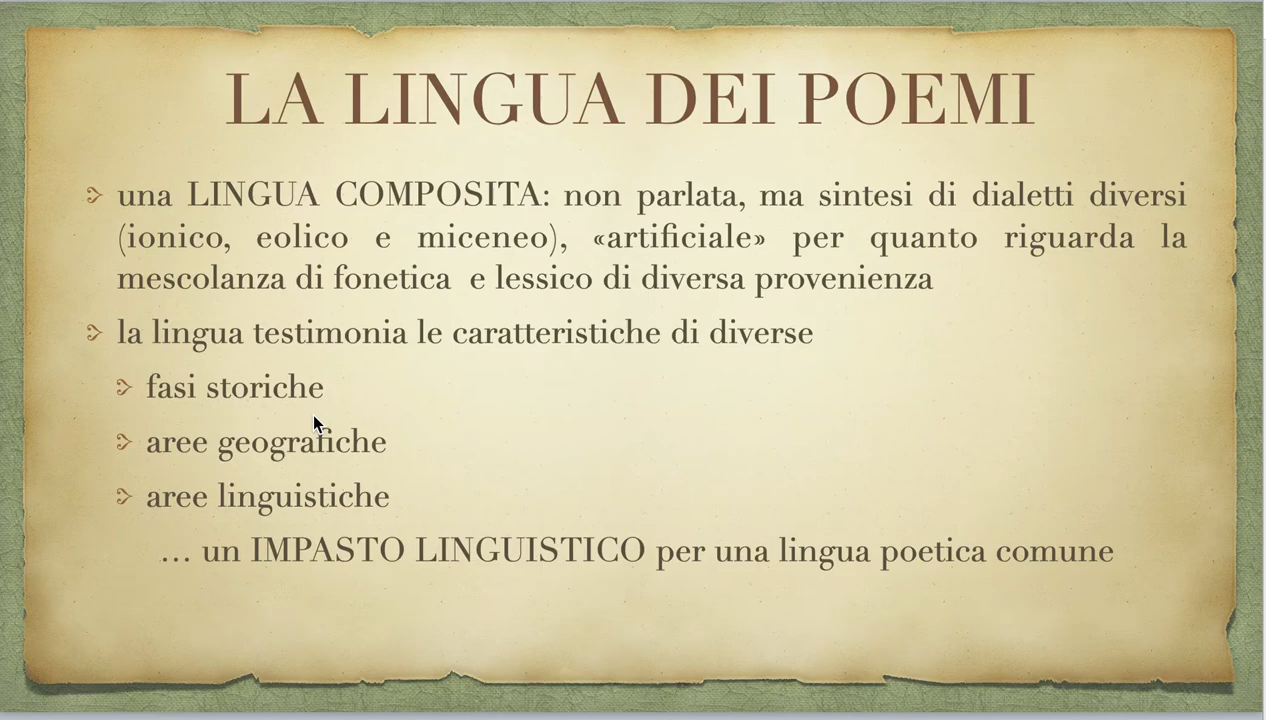 LA LINGUA DEI POEMI
una LINGUA COMPOSITA: non parlata, ma sintesi di dialetti diversi
(ionico, eolico e miceneo), «artificiale» per quanto riguarda la
mescolanza di fonetica e lessico di diversa provenienza
la lingua testimonia le caratteristiche di diverse
fasi storiche
aree geografiche
aree linguistiche
… un IMPASTO LINGUISTICO per una lingua poetica comune